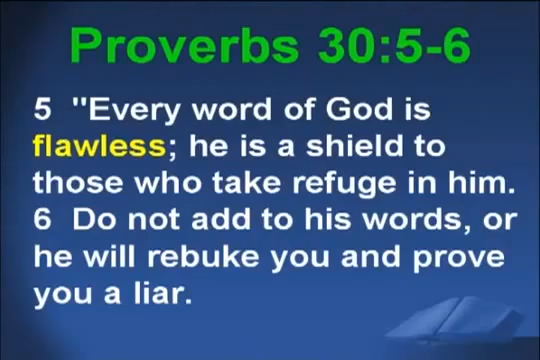 Proverbs 30:5-6
5 "Every word of God is
flawless; he is a shield to
those who take refuge in him.
6 Do not add to his words, or
he will rebuke you and prove
you a liar.